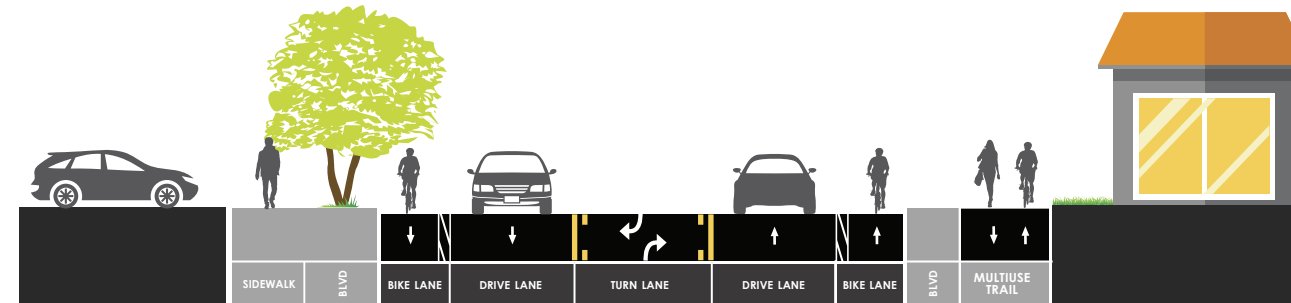 SIDEWALK
BLVD
BIKE LANE
DRIVE LANE
TURN LANE
DRIVE LANE
BIKE LANE
BLVD
MULTIUSE
TRAIL